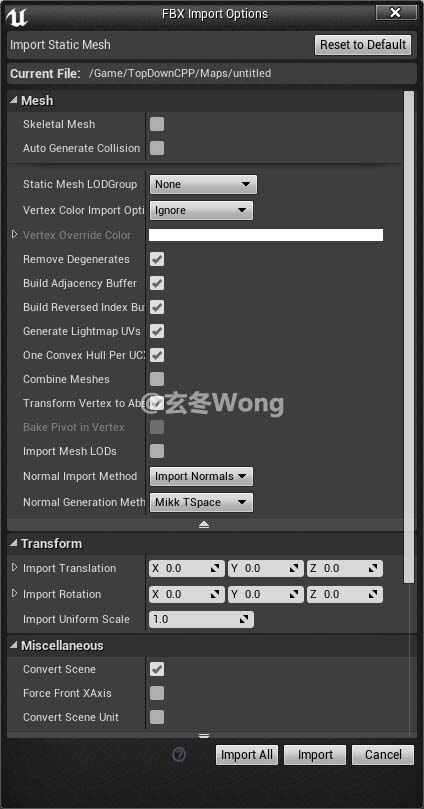 FBX Import Options
Import Static Mesh
Reset to Default
Current File: /Game/TopDownCPP/Maps/untitled
Mesh
Skeletal Mesh
Auto Generate Collision
Static Mesh LODGroup None
Vertex Color Import Opti Ignore
Vertex Override Color
Remove Degenerates
Build Adjacency Buffer
Build Reversed Index Bu
Generate Lightmap UVs
One Convex Hull Per UCX
Combine Meshes
Transform Vertex to Abs
@玄冬Wong
Bake Pivot in Vertex
Import Mesh LODs
Normal Import Method Import Normals
Normal Generation Meth Mikk TSpace
Transform
Import Translation X 0.0 Y 0.0 Z 0.0
Import Rotation X 0.0 Y 0.0 Z 0.0
Import Uniform Scale 1.0
Miscellaneous
Convert Scene
Force Front XAxis
Convert Scene Unit
? Import All Import Cancel